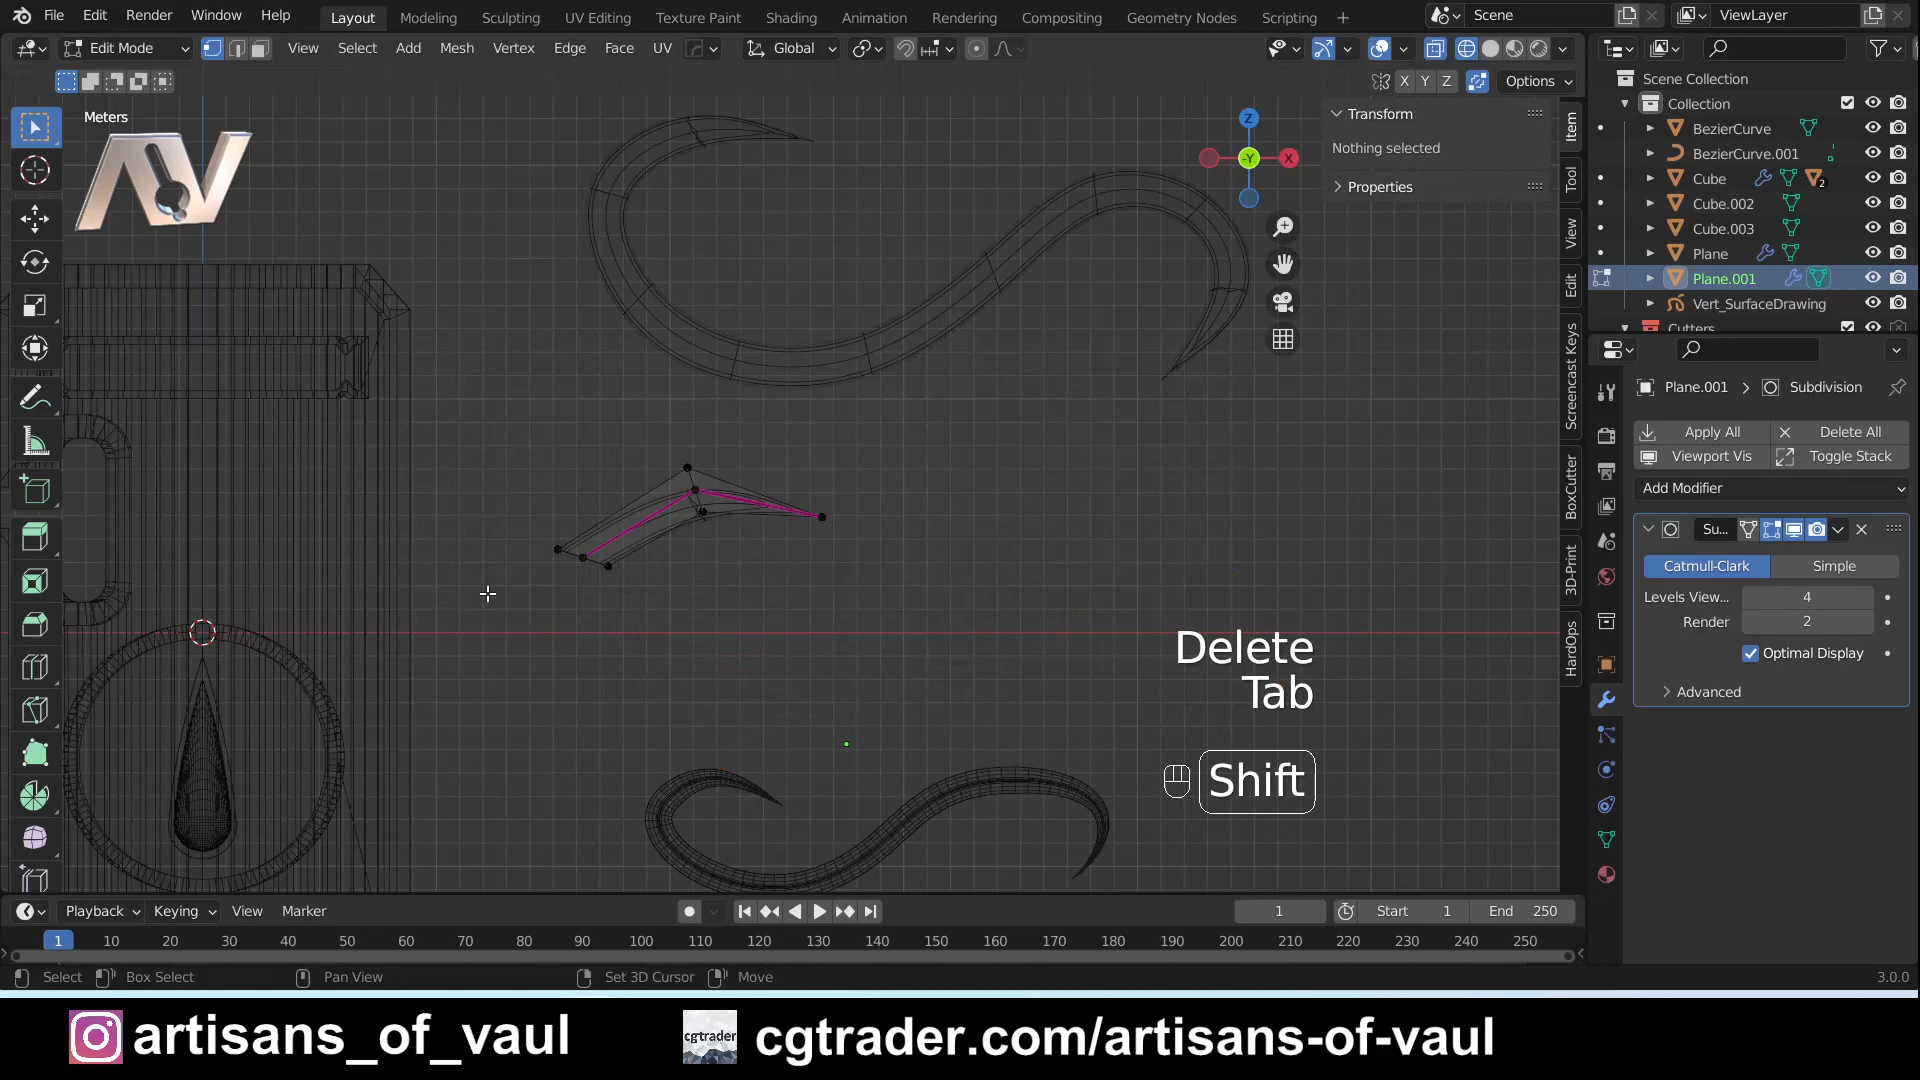 File Edit Render Window Help Layout Modeling Sculpting UV Editing Texture Paint Shading Animation Rendering Compositing Geometry Nodes Scripting + Scene ViewLayer
Edit Mode View Select Add Mesh Vertex Edge Face UV Global
X Y Z Options
Meters
Transform
Nothing selected
Properties
Z
-Y X
Item
Tool
View
Edit
Screencast Keys
BoxCutter
3D-Print
HardOps
Scene Collection
Collection
BezierCurve
BezierCurve.001
Cube 2
Cube.002
Cube.003
Plane
Plane.001
Vert_SurfaceDrawing
Cutters
Plane.001 > Subdivision
Apply All Delete All
Viewport Vis Toggle Stack
Add Modifier
Su...
Catmull-Clark Simple
Levels View... 4
Render 2
Optimal Display
Advanced
Delete
Tab
Shift
Playback Keying View Marker 1 Start 1 End 250
1 10 20 30 40 50 60 70 80 90 100 110 120 130 140 150 160 170 180 190 200 210 220 230 240 250
Select Box Select Pan View Set 3D Cursor Move 3.0.0
artisans_of_vaul cgtrader cgtrader.com/artisans-of-vaul